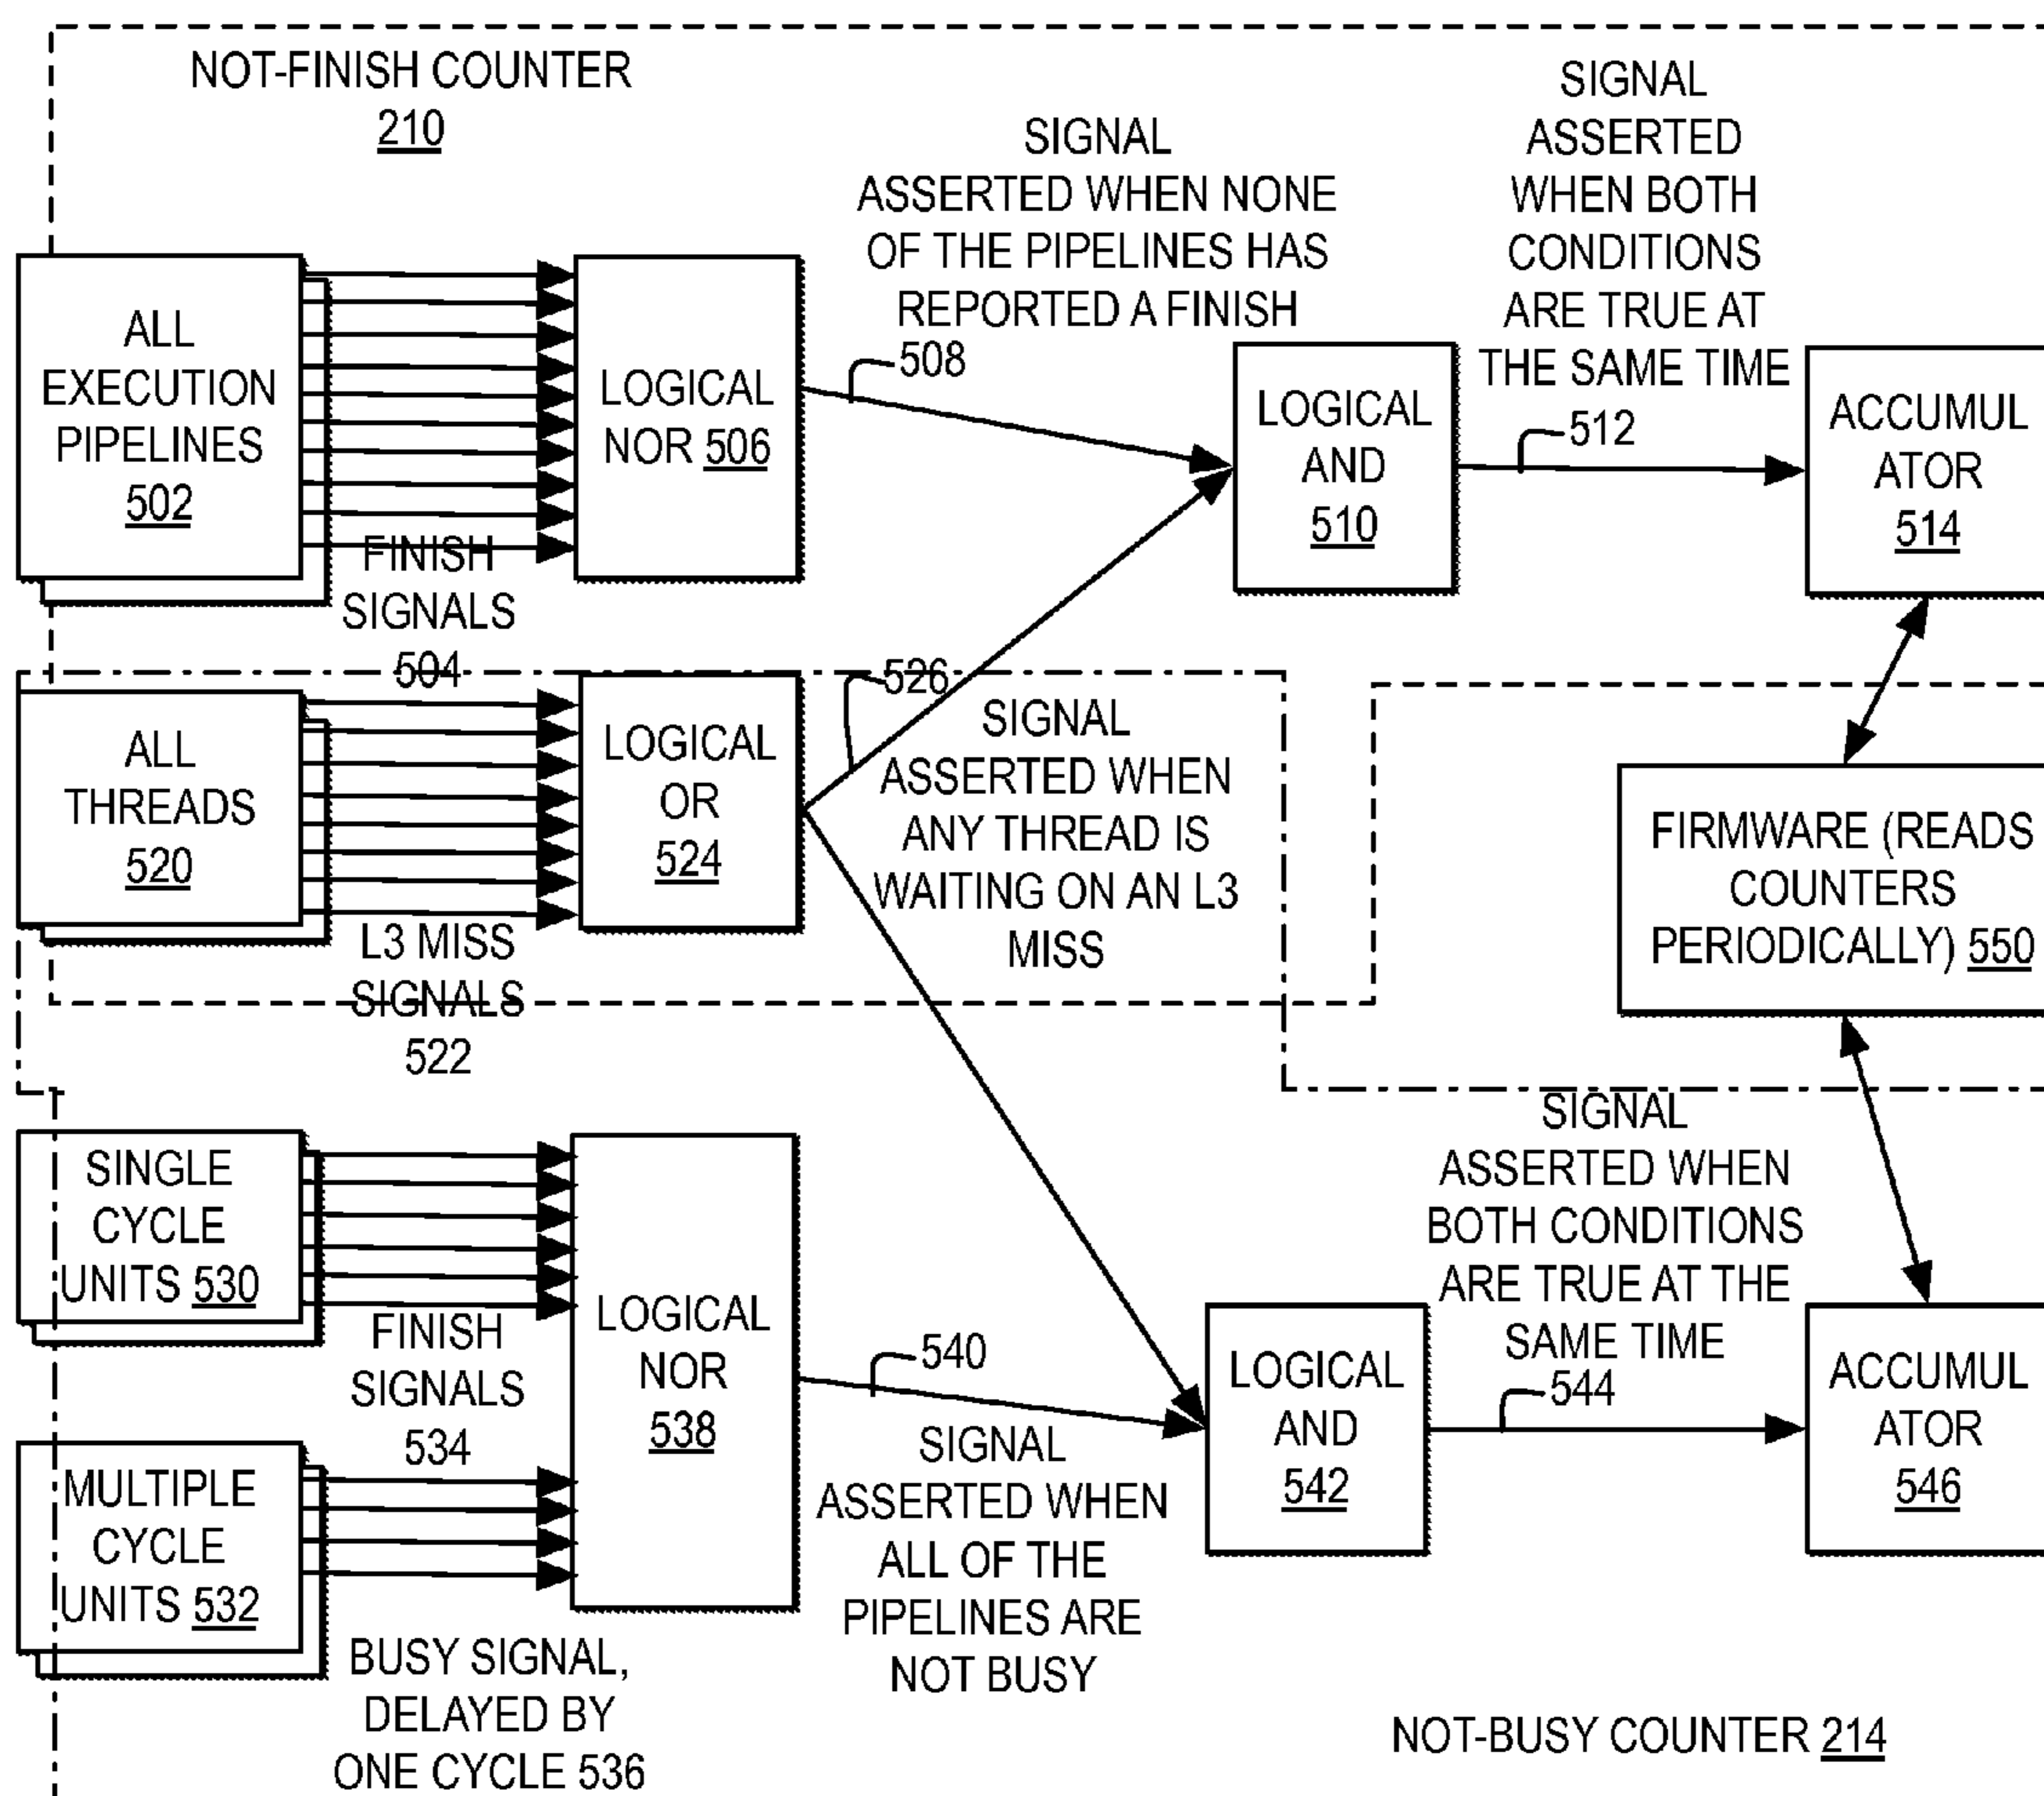 NOT-FINISH COUNTER
210
SIGNAL
ASSERTED WHEN NONE
OF THE PIPELINES HAS
REPORTED A FINISH
508
SIGNAL
ASSERTED
WHEN BOTH
CONDITIONS
ARE TRUE AT
THE SAME TIME
512
ALL
EXECUTION
PIPELINES
502
FINISH
SIGNALS
504
LOGICAL
NOR 506
LOGICAL
AND
510
ACCUMUL
ATOR
514
ALL
THREADS
520
L3 MISS
SIGNALS
522
LOGICAL
OR
524
526
SIGNAL
ASSERTED WHEN
ANY THREAD IS
WAITING ON AN L3
MISS
FIRMWARE (READS
COUNTERS
PERIODICALLY) 550
SINGLE
CYCLE
UNITS 530
FINISH
SIGNALS
534
MULTIPLE
CYCLE
UNITS 532
BUSY SIGNAL,
DELAYED BY
ONE CYCLE 536
LOGICAL
NOR
538
540
SIGNAL
ASSERTED WHEN
ALL OF THE
PIPELINES ARE
NOT BUSY
LOGICAL
AND
542
SIGNAL
ASSERTED WHEN
BOTH CONDITIONS
ARE TRUE AT THE
SAME TIME
544
ACCUMUL
ATOR
546
NOT-BUSY COUNTER 214